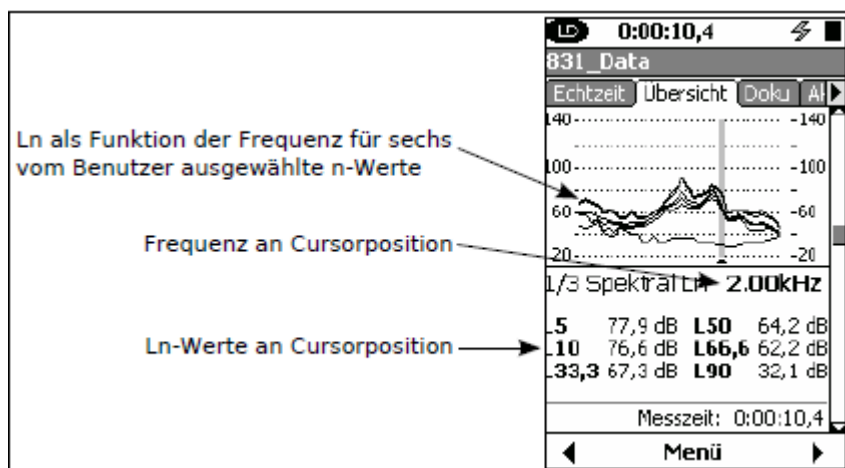 LD 0:00:10,4
831_Data
Echtzeit Übersicht Doku
140 -140
100 -100
60 -60
20 -20
Ln als Funktion der Frequenz für sechs
vom Benutzer ausgewählte n-Werte
Frequenz an Cursorposition
1/3 Spektral Ln 2.00kHz
Ln-Werte an Cursorposition
L5 77,9 dB L50 64,2 dB
L10 76,6 dB L66,6 62,2 dB
L33,3 67,3 dB L90 32,1 dB
Messzeit: 0:00:10,4
Menü